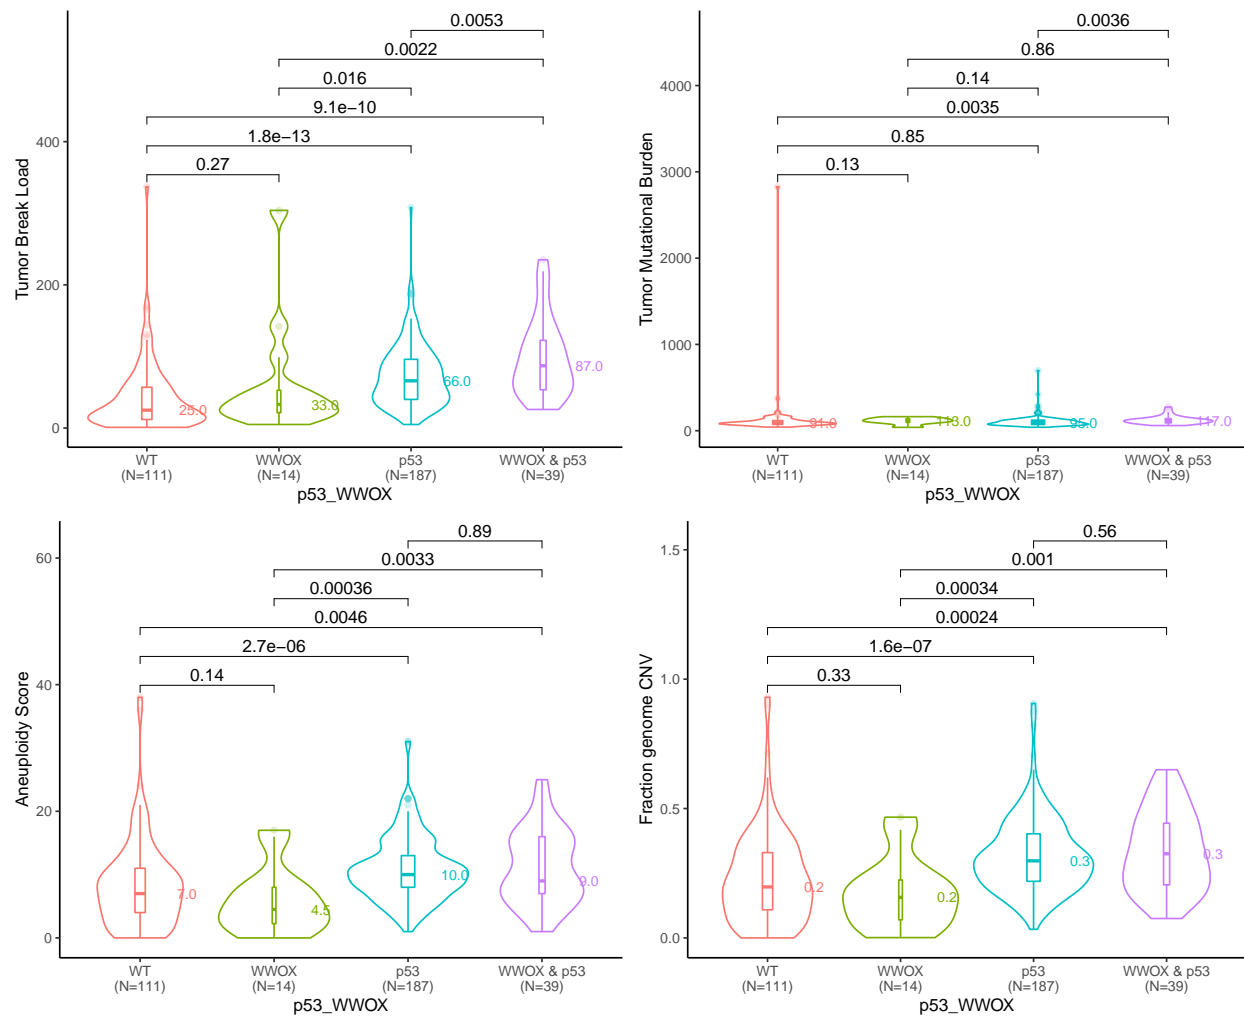 0.0053
0.0022
0.016
9.1e−10
1.8e−13
0.27
Tumor Break Load
400
200
0
25.0
33.0
66.0
87.0
WT
(N=111)
WWOX
(N=14)
p53
(N=187)
WWOX & p53
(N=39)
p53_WWOX
0.0036
0.86
0.14
0.0035
0.85
0.13
Tumor Mutational Burden
4000
3000
2000
1000
0
91.0
113.0
95.0
117.0
WT
(N=111)
WWOX
(N=14)
p53
(N=187)
WWOX & p53
(N=39)
p53_WWOX
0.89
0.0033
0.00036
0.0046
2.7e−06
0.14
Aneuploidy Score
60
40
20
0
7.0
4.5
10.0
9.0
WT
(N=111)
WWOX
(N=14)
p53
(N=187)
WWOX & p53
(N=39)
p53_WWOX
0.56
0.001
0.00034
0.00024
1.6e−07
0.33
Fraction genome CNV
1.5
1.0
0.5
0.0
0.2
0.2
0.3
0.3
WT
(N=111)
WWOX
(N=14)
p53
(N=187)
WWOX & p53
(N=39)
p53_WWOX